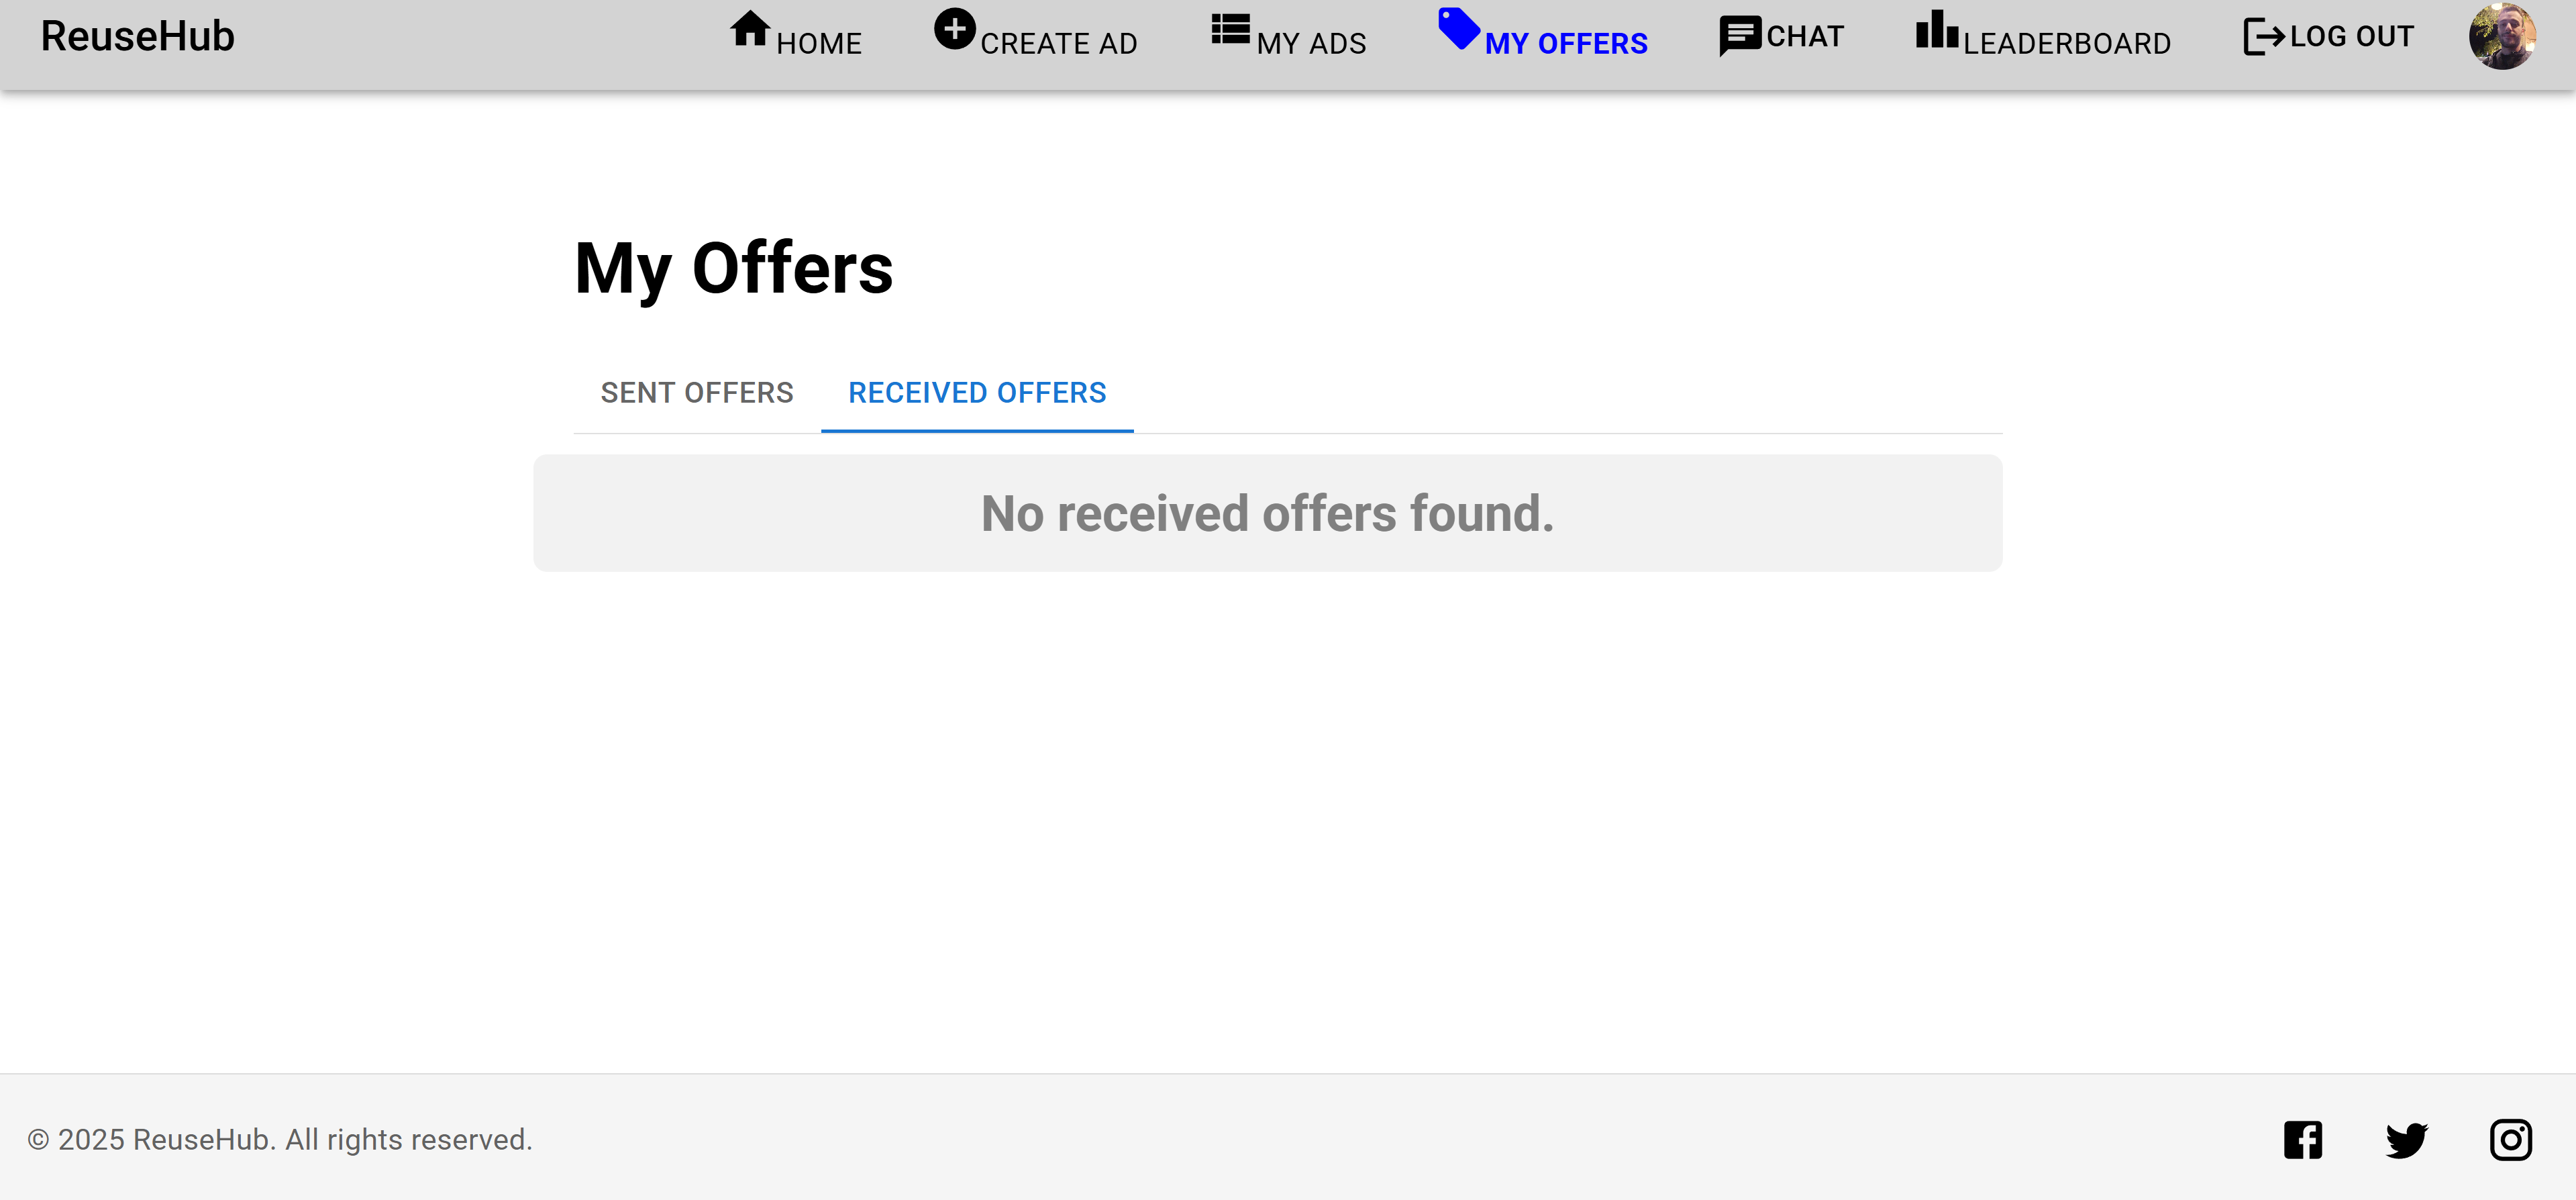 ReuseHub HOME CREATE AD MY ADS MY OFFERS CHAT LEADERBOARD LOG OUT
My Offers
SENT OFFERS RECEIVED OFFERS
No received offers found.
© 2025 ReuseHub. All rights reserved.